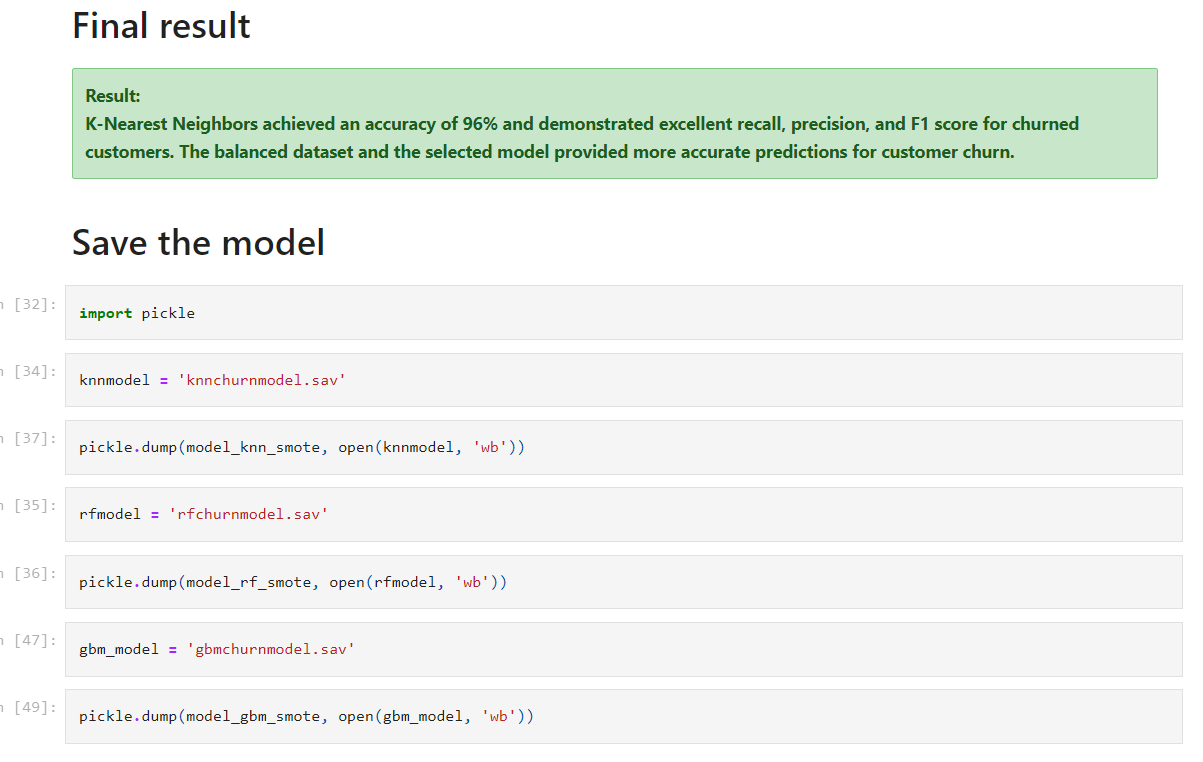 Final result
Result:
K-Nearest Neighbors achieved an accuracy of 96% and demonstrated excellent recall, precision, and F1 score for churned
customers. The balanced dataset and the selected model provided more accurate predictions for customer churn.
Save the model
n [32]:
import pickle
n [34]:
knnmodel = 'knnchurnmodel.sav'
n [37]:
pickle.dump(model_knn_smote, open(knnmodel, 'wb'))
n [35]:
rfmodel = 'rfchurnmodel.sav'
n [36]:
pickle.dump(model_rf_smote, open(rfmodel, 'wb'))
n [47]:
gbm_model = 'gbmchurnmodel.sav'
n [49]:
pickle.dump(model_gbm_smote, open(gbm_model, 'wb'))